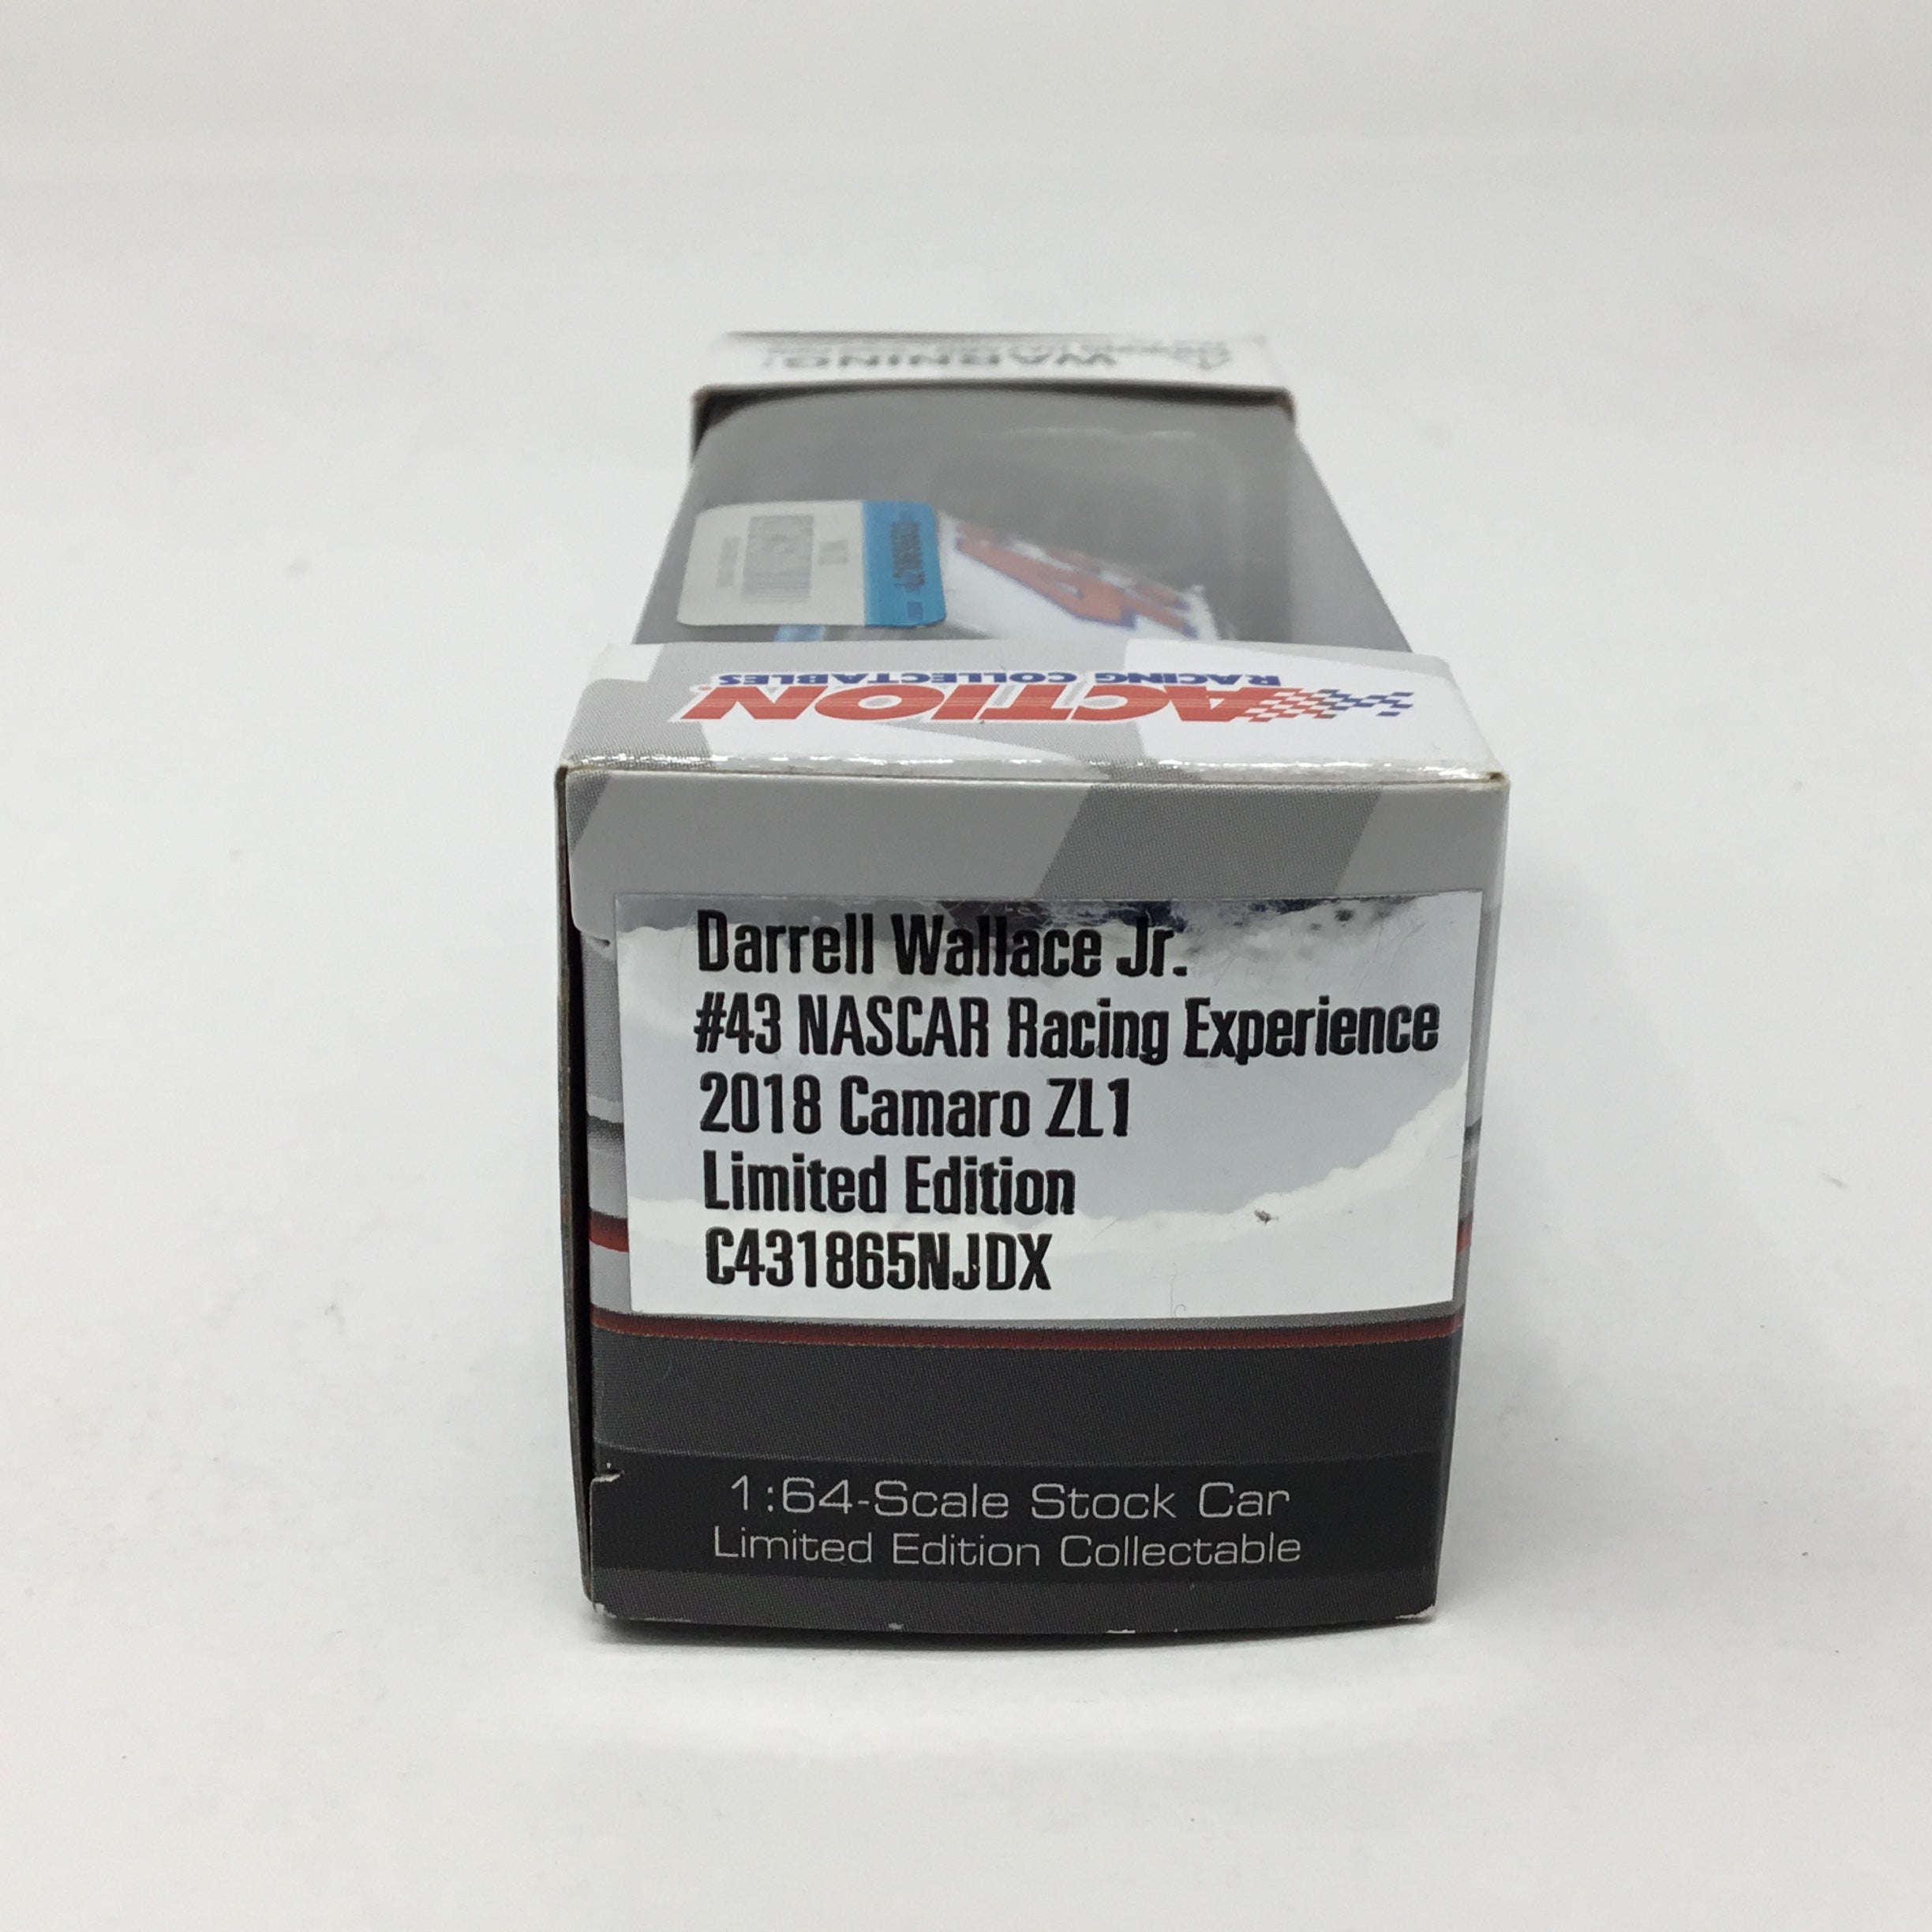 WARNING:
RACING COLLECTABLES
ACTION
Darrell Wallace Jr.
#43 NASCAR Racing Experience
2018 Camaro ZL1
Limited Edition
C431865NJDX
1:64-Scale Stock Car
Limited Edition Collectable